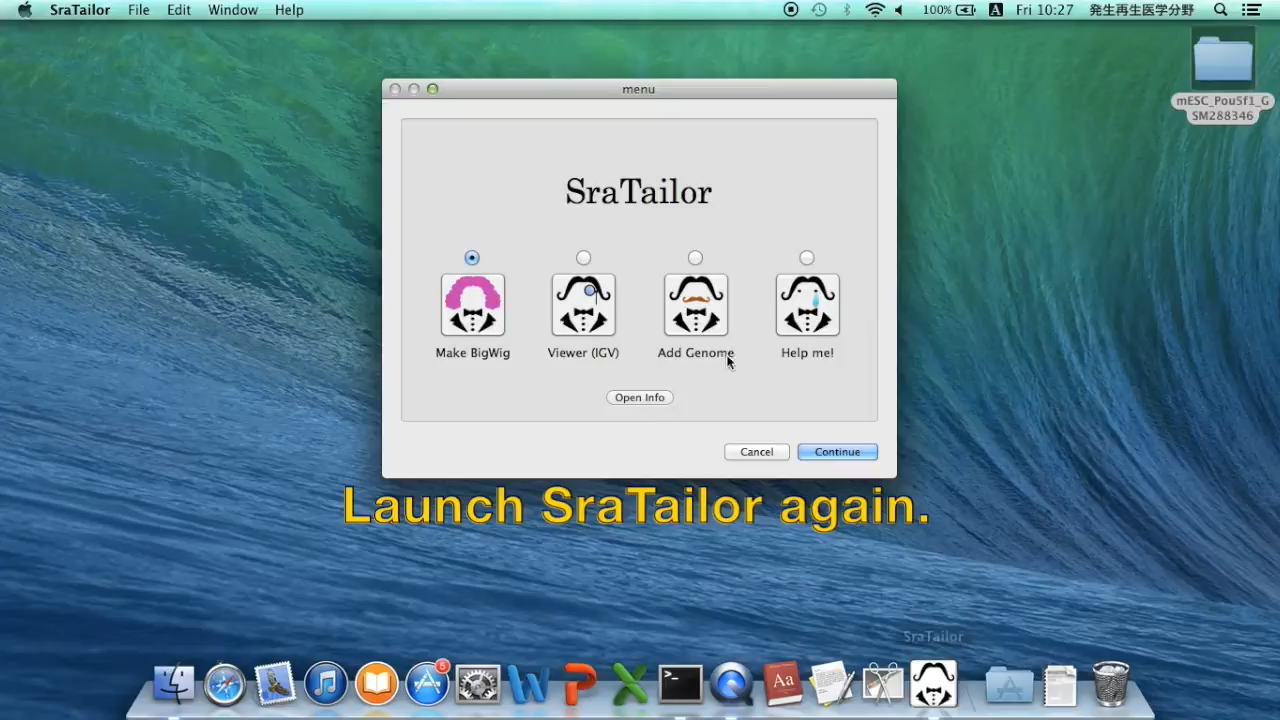 SraTailor File Edit Window Help 100% A Fri 10:27 発生再生医学分野
mESC_Pou5f1_G
SM288346
menu
SraTailor
Make BigWig Viewer (IGV) Add Genome Help me!
Open Info
Cancel Continue
Launch SraTailor again.
SraTailor
5
W P X >_ Aa